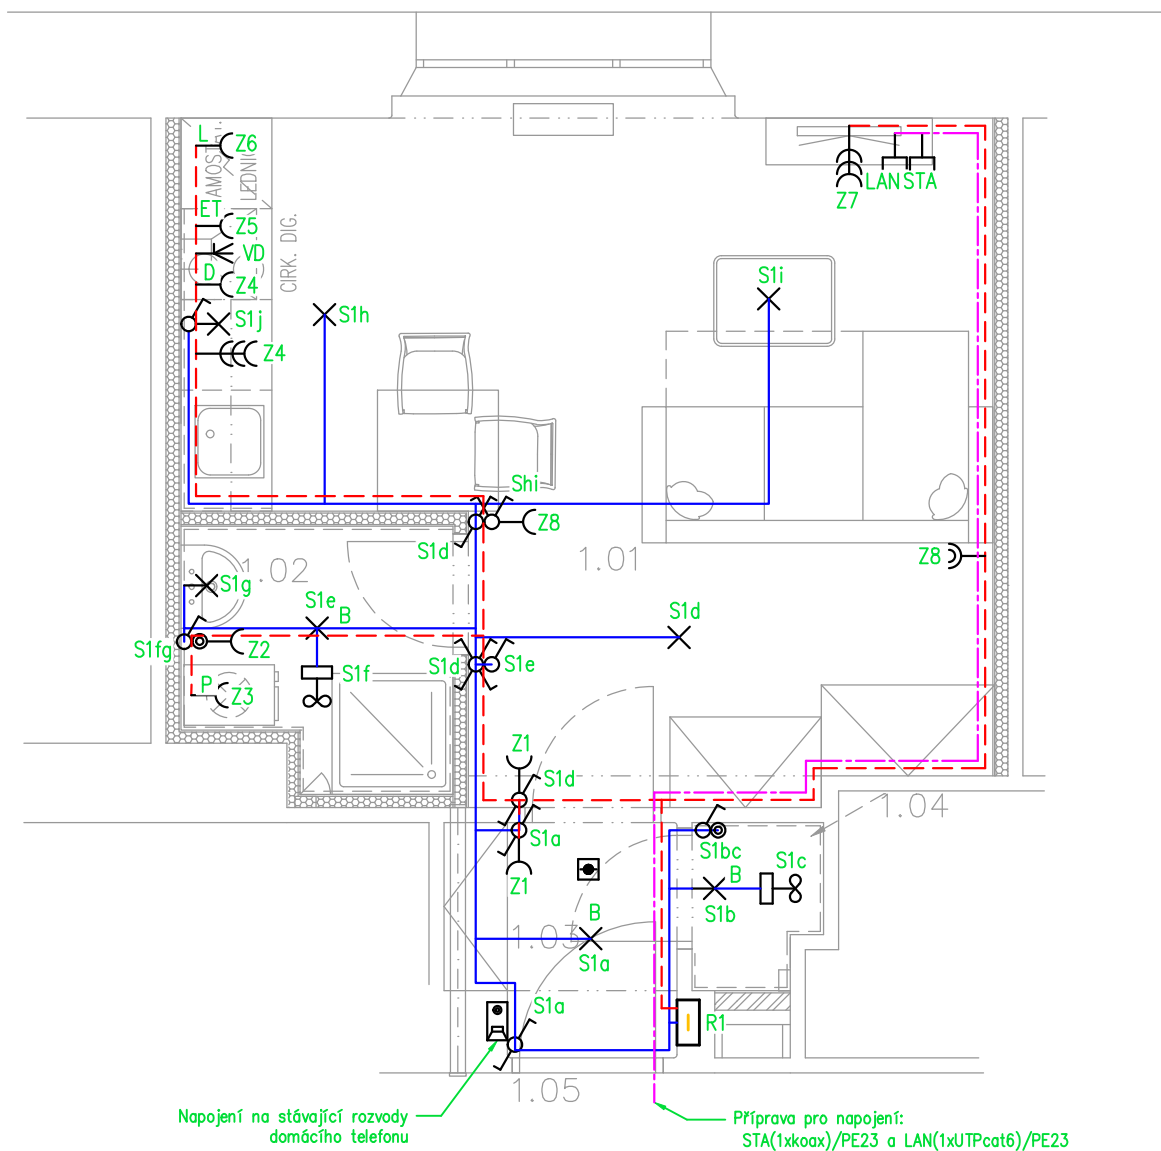 L
Z6
AMOST
LEDNIC
ET
Z5
VD
D
Z4
CIRK. DIG.
S1j
S1h
Z4
S1i
LAN
STA
Z7
Shi
Z8
S1d
1.01
Z8
1.02
S1g
S1e
B
S1d
S1fg
Z2
S1d
S1e
S1f
P
Z3
Z1
S1d
1.04
S1a
S1bc
S1c
Z1
B
B
S1b
1.03
S1a
S1a
R1
1.05
Napojení na stávající rozvody
domácího telefonu
Příprava pro napojení:
STA(1xkoax)/PE23 a LAN(1xUTPcat6)/PE23